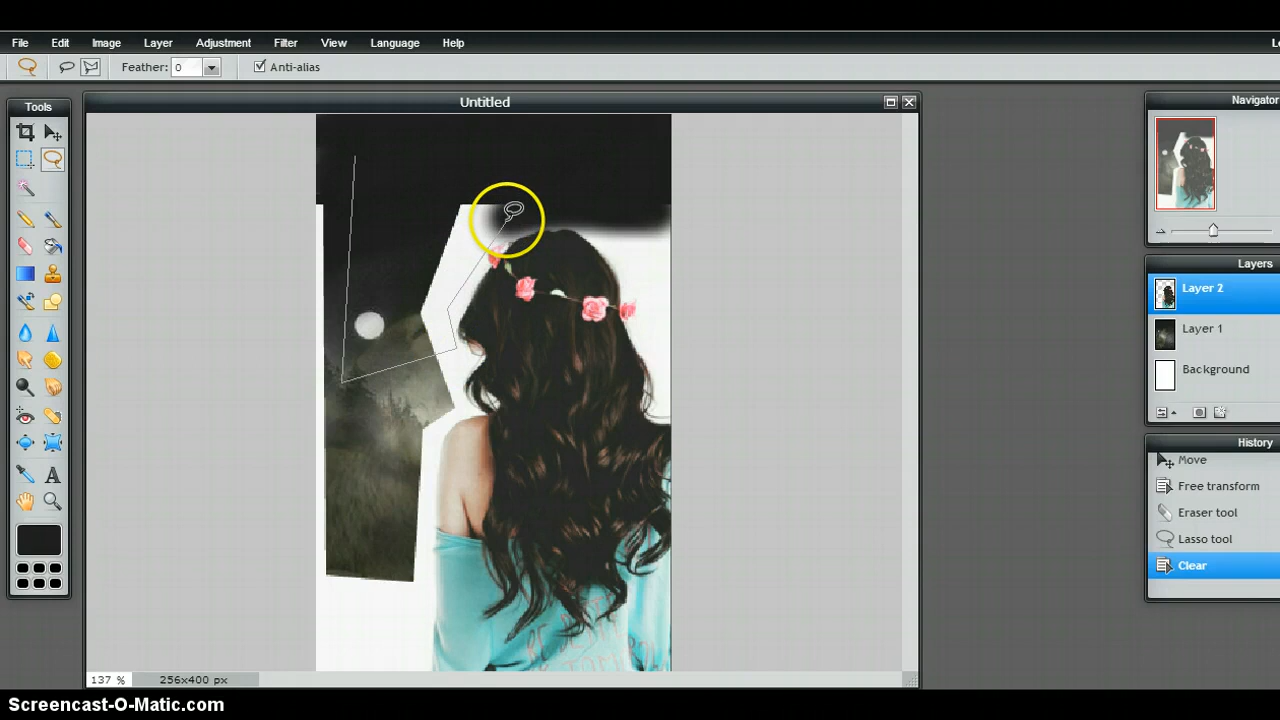 File Edit Image Layer Adjustment Filter View Language Help
Feather: 0 Anti-alias
Tools
Untitled
Navigator
Layers
Layer 2
Layer 1
Background
History
Move
Free transform
Eraser tool
Lasso tool
Clear
137 % 256x400 px
Screencast-O-Matic.com